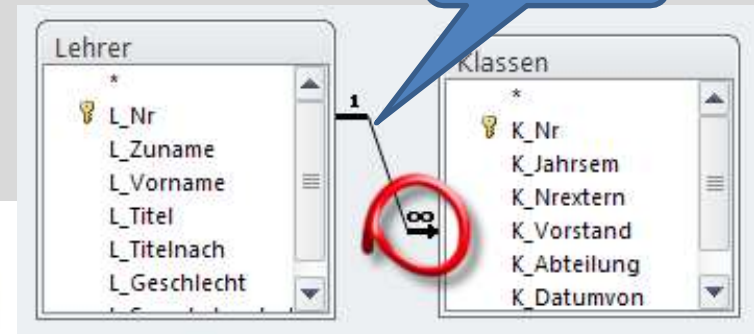 Lehrer
*
L_Nr
L_Zuname
L_Vorname
L_Titel
L_Titelnach
L_Geschlecht
1
∞
Klassen
*
K_Nr
K_Jahrsem
K_Nrextern
K_Vorstand
K_Abteilung
K_Datumvon